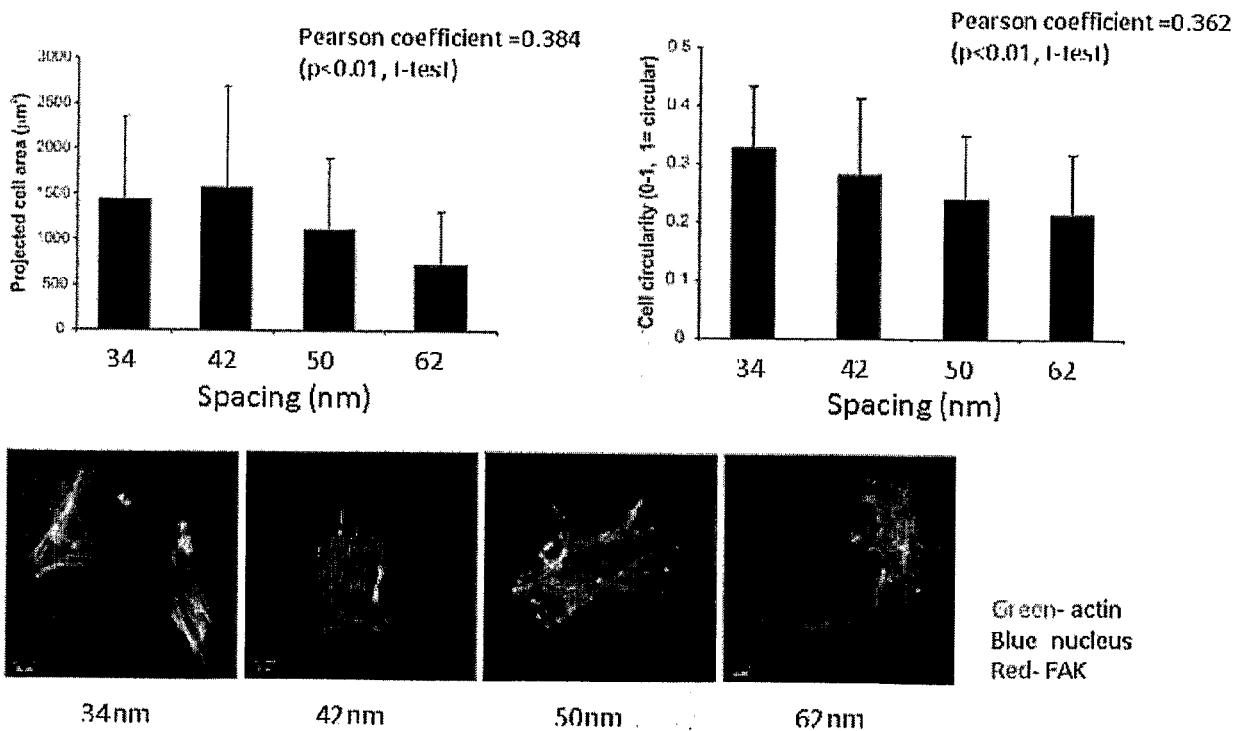 Pearson coefficient =0.384
(p<0.01, t-test)
Projected cell area (µm²)
3000
2500
2000
1500
1000
500
0
34 42 50 62
Spacing (nm)
Pearson coefficient =0.362
(p<0.01, t-test)
Cell circularity (0-1, 1= circular)
0.5
0.4
0.3
0.2
0.1
0
34 42 50 62
Spacing (nm)
Green- actin
Blue nucleus
Red- FAK
34nm 42nm 50nm 62nm